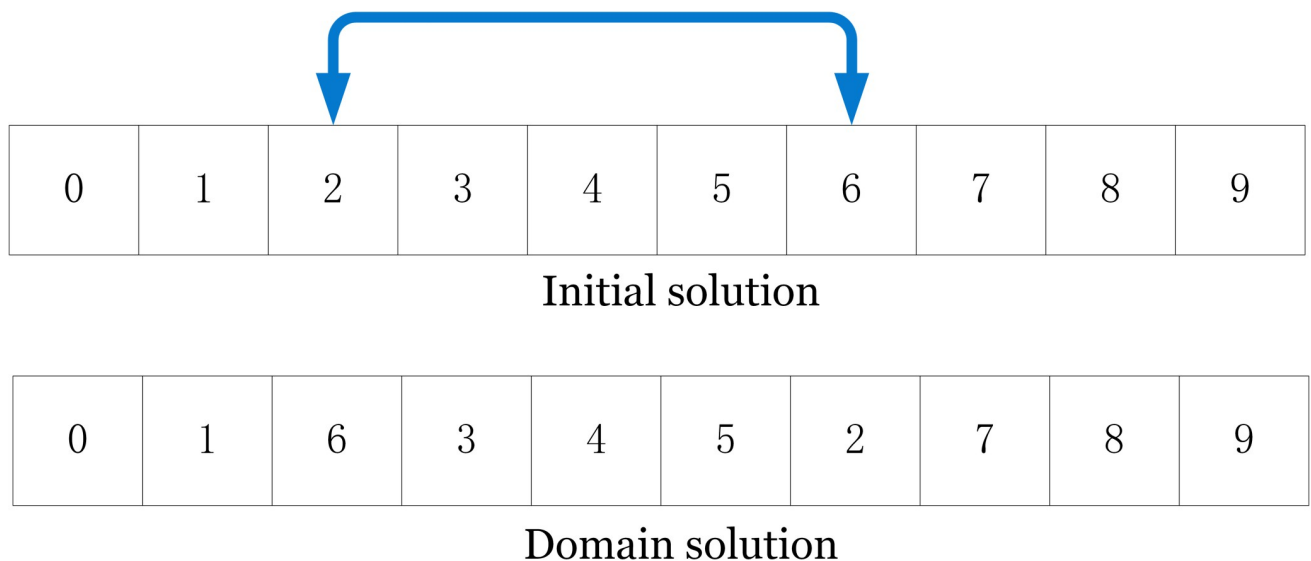 0 1 2 3 4 5 6 7 8 9
Initial solution
0 1 6 3 4 5 2 7 8 9
Domain solution